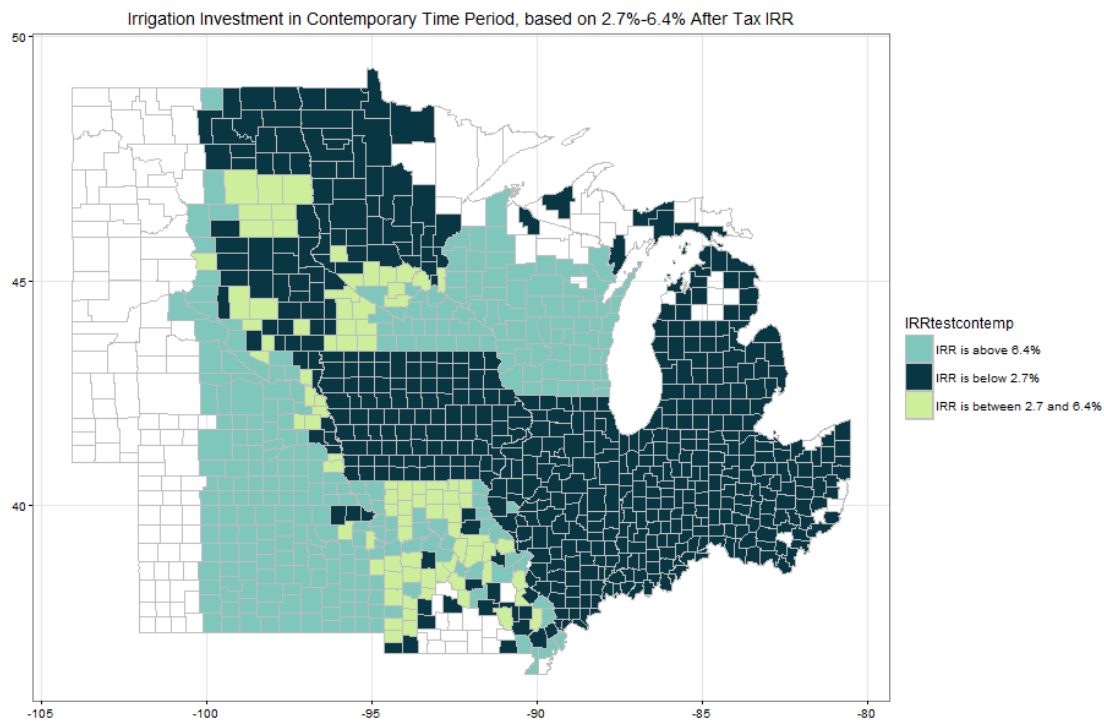 Irrigation Investment in Contemporary Time Period, based on 2.7%-6.4% After Tax IRR
50
45
40
-105
-100
-95
-90
-85
-80
IRRtestcontemp
IRR is above 6.4%
IRR is below 2.7%
IRR is between 2.7 and 6.4%